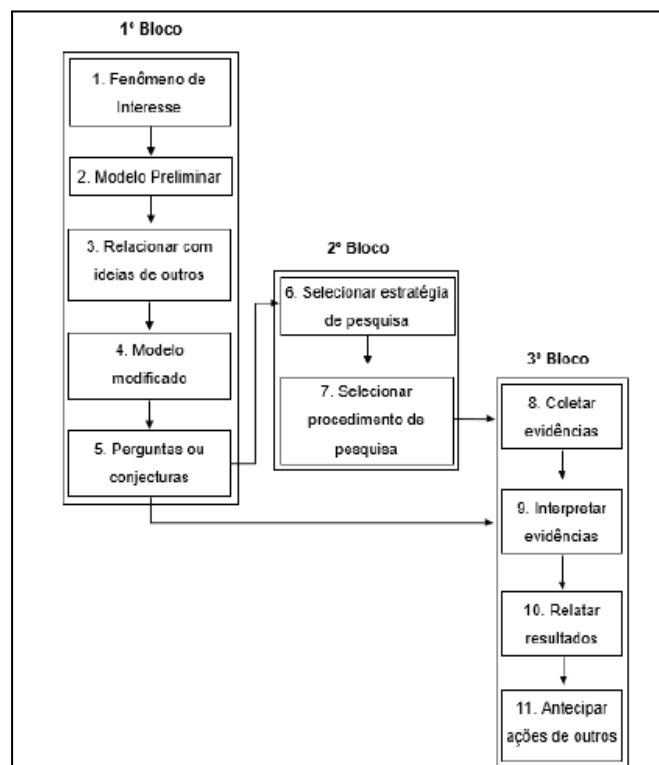 1º Bloco
1. Fenômeno de
Interesse
2. Modelo Preliminar
3. Relacionar com
ideias de outros
4. Modelo
modificado
5. Perguntas ou
conjecturas
2º Bloco
6. Selecionar estratégia
de pesquisa
7. Selecionar
procedimento de
pesquisa
3º Bloco
8. Coletar
evidências
9. Interpretar
evidências
10. Relatar
resultados
11. Antecipar
ações de outros